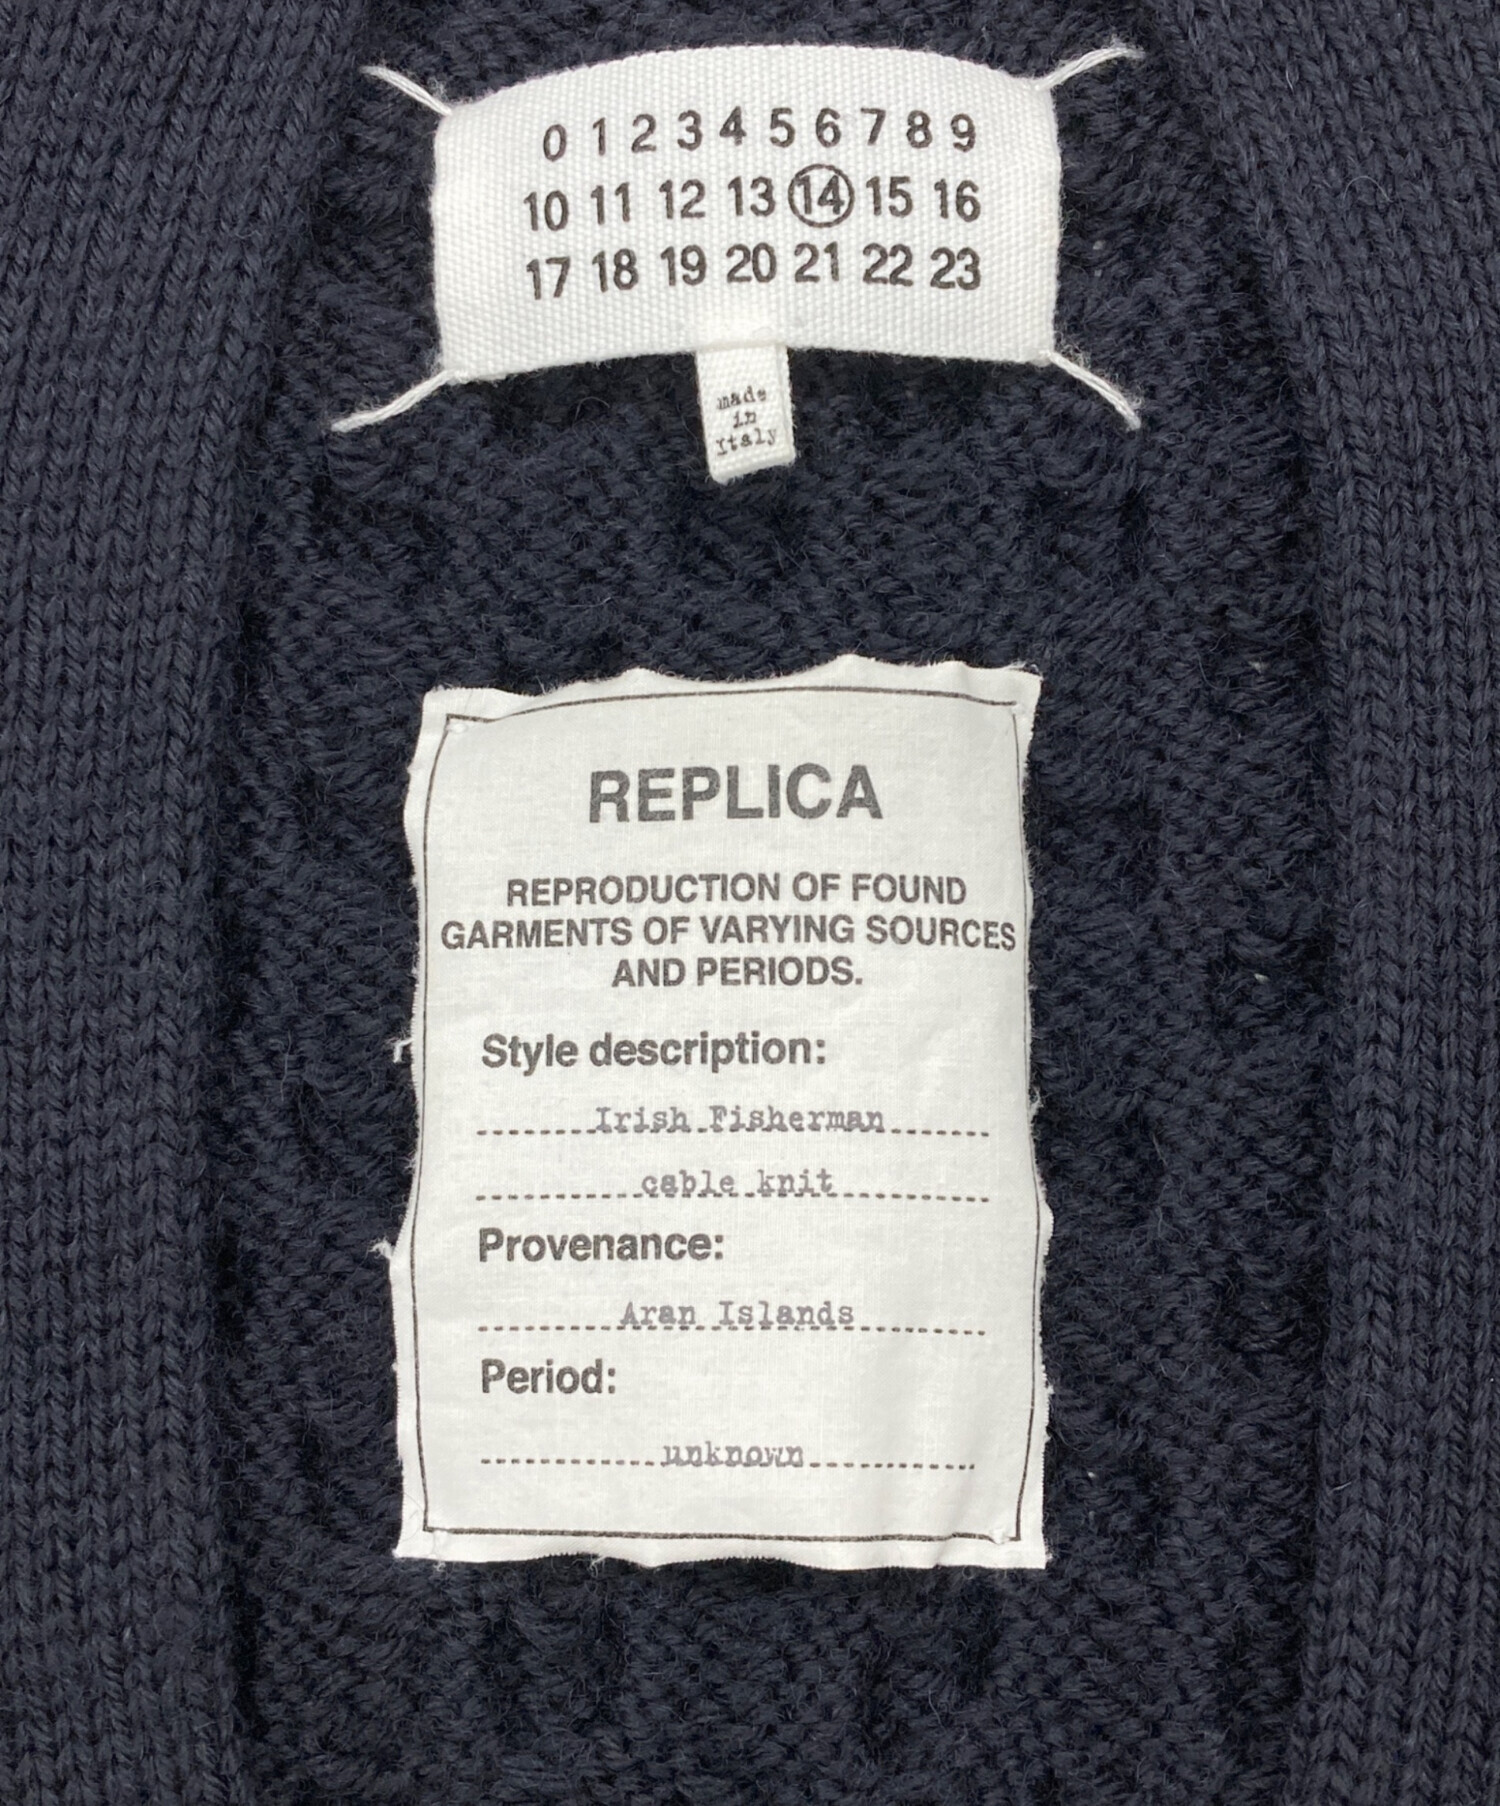 0 1 2 3 4 5 6 7 8 9
10 11 12 13 14 15 16
17 18 19 20 21 22 23
made
in
Italy
REPLICA
REPRODUCTION OF FOUND
GARMENTS OF VARYING SOURCES
AND PERIODS.
Style description:
Irish Fisherman
cable knit
Provenance:
Aran Islands
Period:
unknown